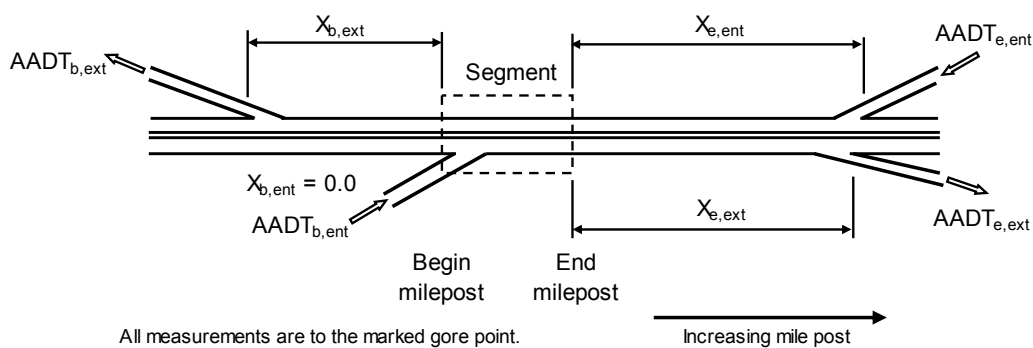 X_b,ext
X_e,ent
AADT_e,ent
AADT_b,ext
Segment
X_b,ent = 0.0
AADT_b,ent
X_e,ext
AADT_e,ext
Begin
milepost
End
milepost
All measurements are to the marked gore point.
Increasing mile post